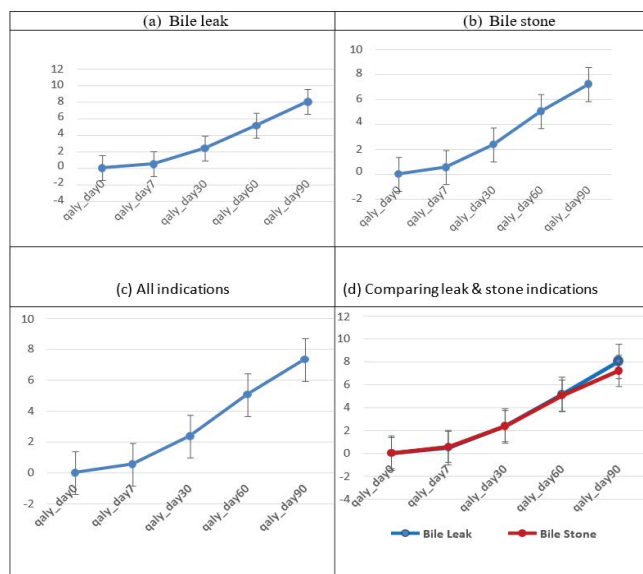 (a) Bile leak
12
10
8
6
4
2
0
-2
-4
qaly_day0
qaly_day7
qaly_day30
qaly_day60
qaly_day90
(b) Bile stone
10
8
6
4
2
0
-2
qaly_day0
qaly_day7
qaly_day30
qaly_day60
qaly_day90
(c) All indications
10
8
6
4
2
0
-2
qaly_day0
qaly_day7
qaly_day30
qaly_day60
qaly_day90
(d) Comparing leak & stone indications
12
10
8
6
4
2
0
-2
-4
qaly_day0
qaly_day7
qaly_day30
qaly_day60
qaly_day90
Bile Leak Bile Stone